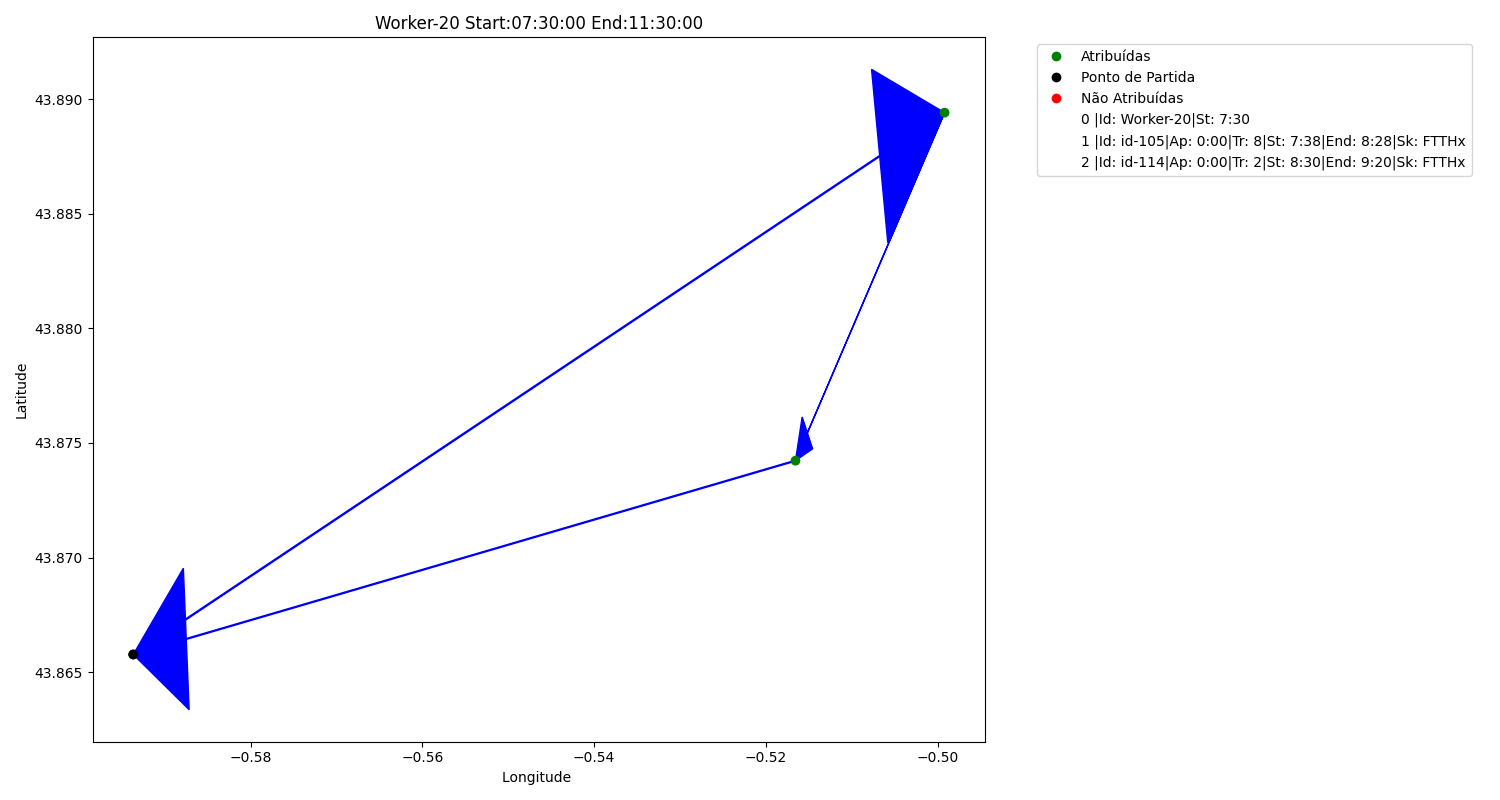 Worker-20 Start:07:30:00 End:11:30:00
Atribuídas
Ponto de Partida
Não Atribuídas
0 |Id: Worker-20|St: 7:30
1 |Id: id-105|Ap: 0:00|Tr: 8|St: 7:38|End: 8:28|Sk: FTTHx
2 |Id: id-114|Ap: 0:00|Tr: 2|St: 8:30|End: 9:20|Sk: FTTHx
Latitude
43.890
43.885
43.880
43.875
43.870
43.865
−0.58 −0.56 −0.54 −0.52 −0.50
Longitude